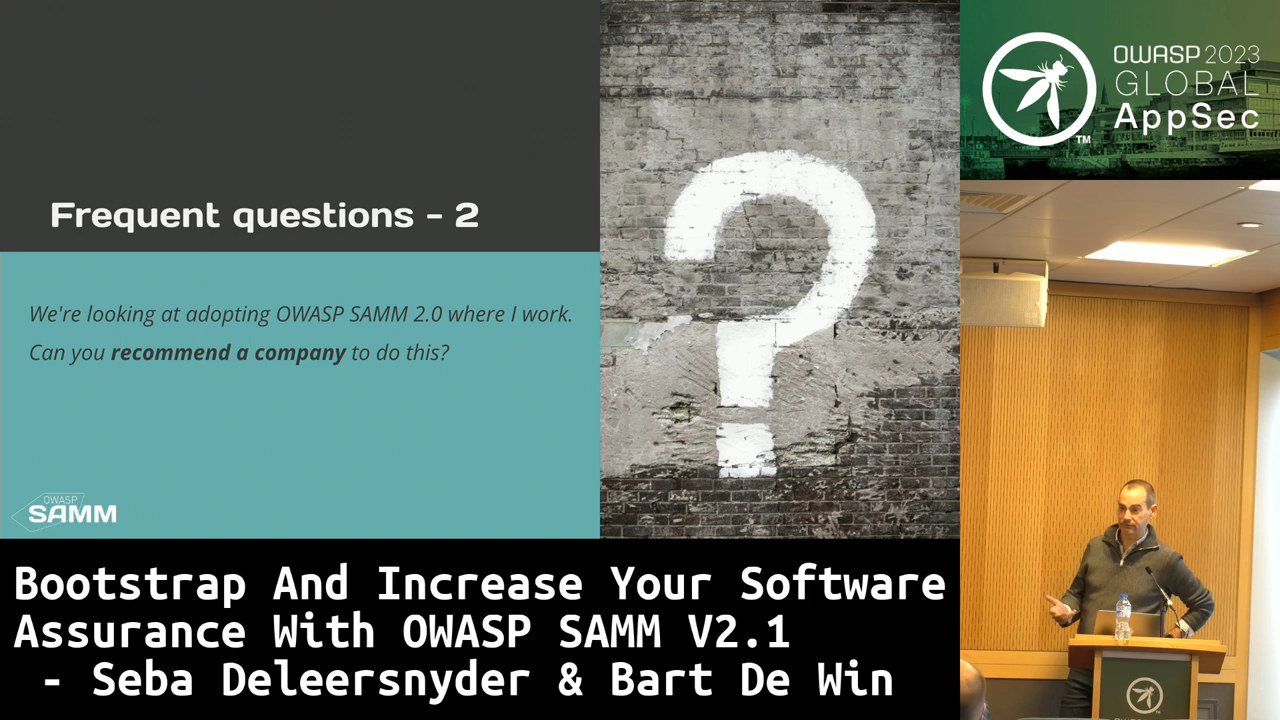 Frequent questions - 2
We're looking at adopting OWASP SAMM 2.0 where I work.
Can you recommend a company to do this?
OWASP
SAMM
OWASP 2023
GLOBAL
AppSec
TM
Bootstrap And Increase Your Software
Assurance With OWASP SAMM V2.1
- Seba Deleersnyder & Bart De Win